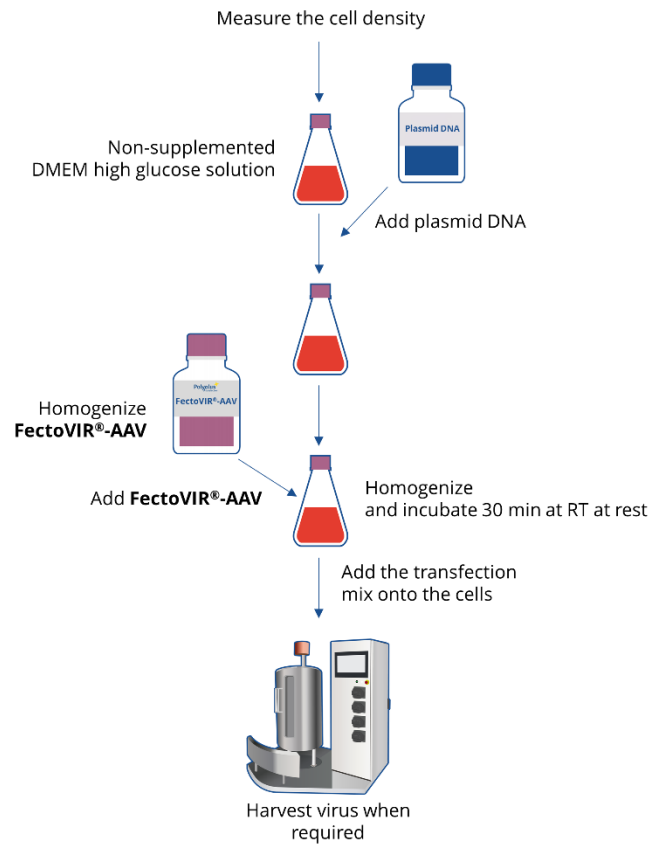 Measure the cell density
Plasmid DNA
Non-supplemented
DMEM high glucose solution
Add plasmid DNA
Polyplus
FectoVIR®-AAV
Homogenize
FectoVIR®-AAV
Add FectoVIR®-AAV
Homogenize
and incubate 30 min at RT at rest
Add the transfection
mix onto the cells
Harvest virus when
required